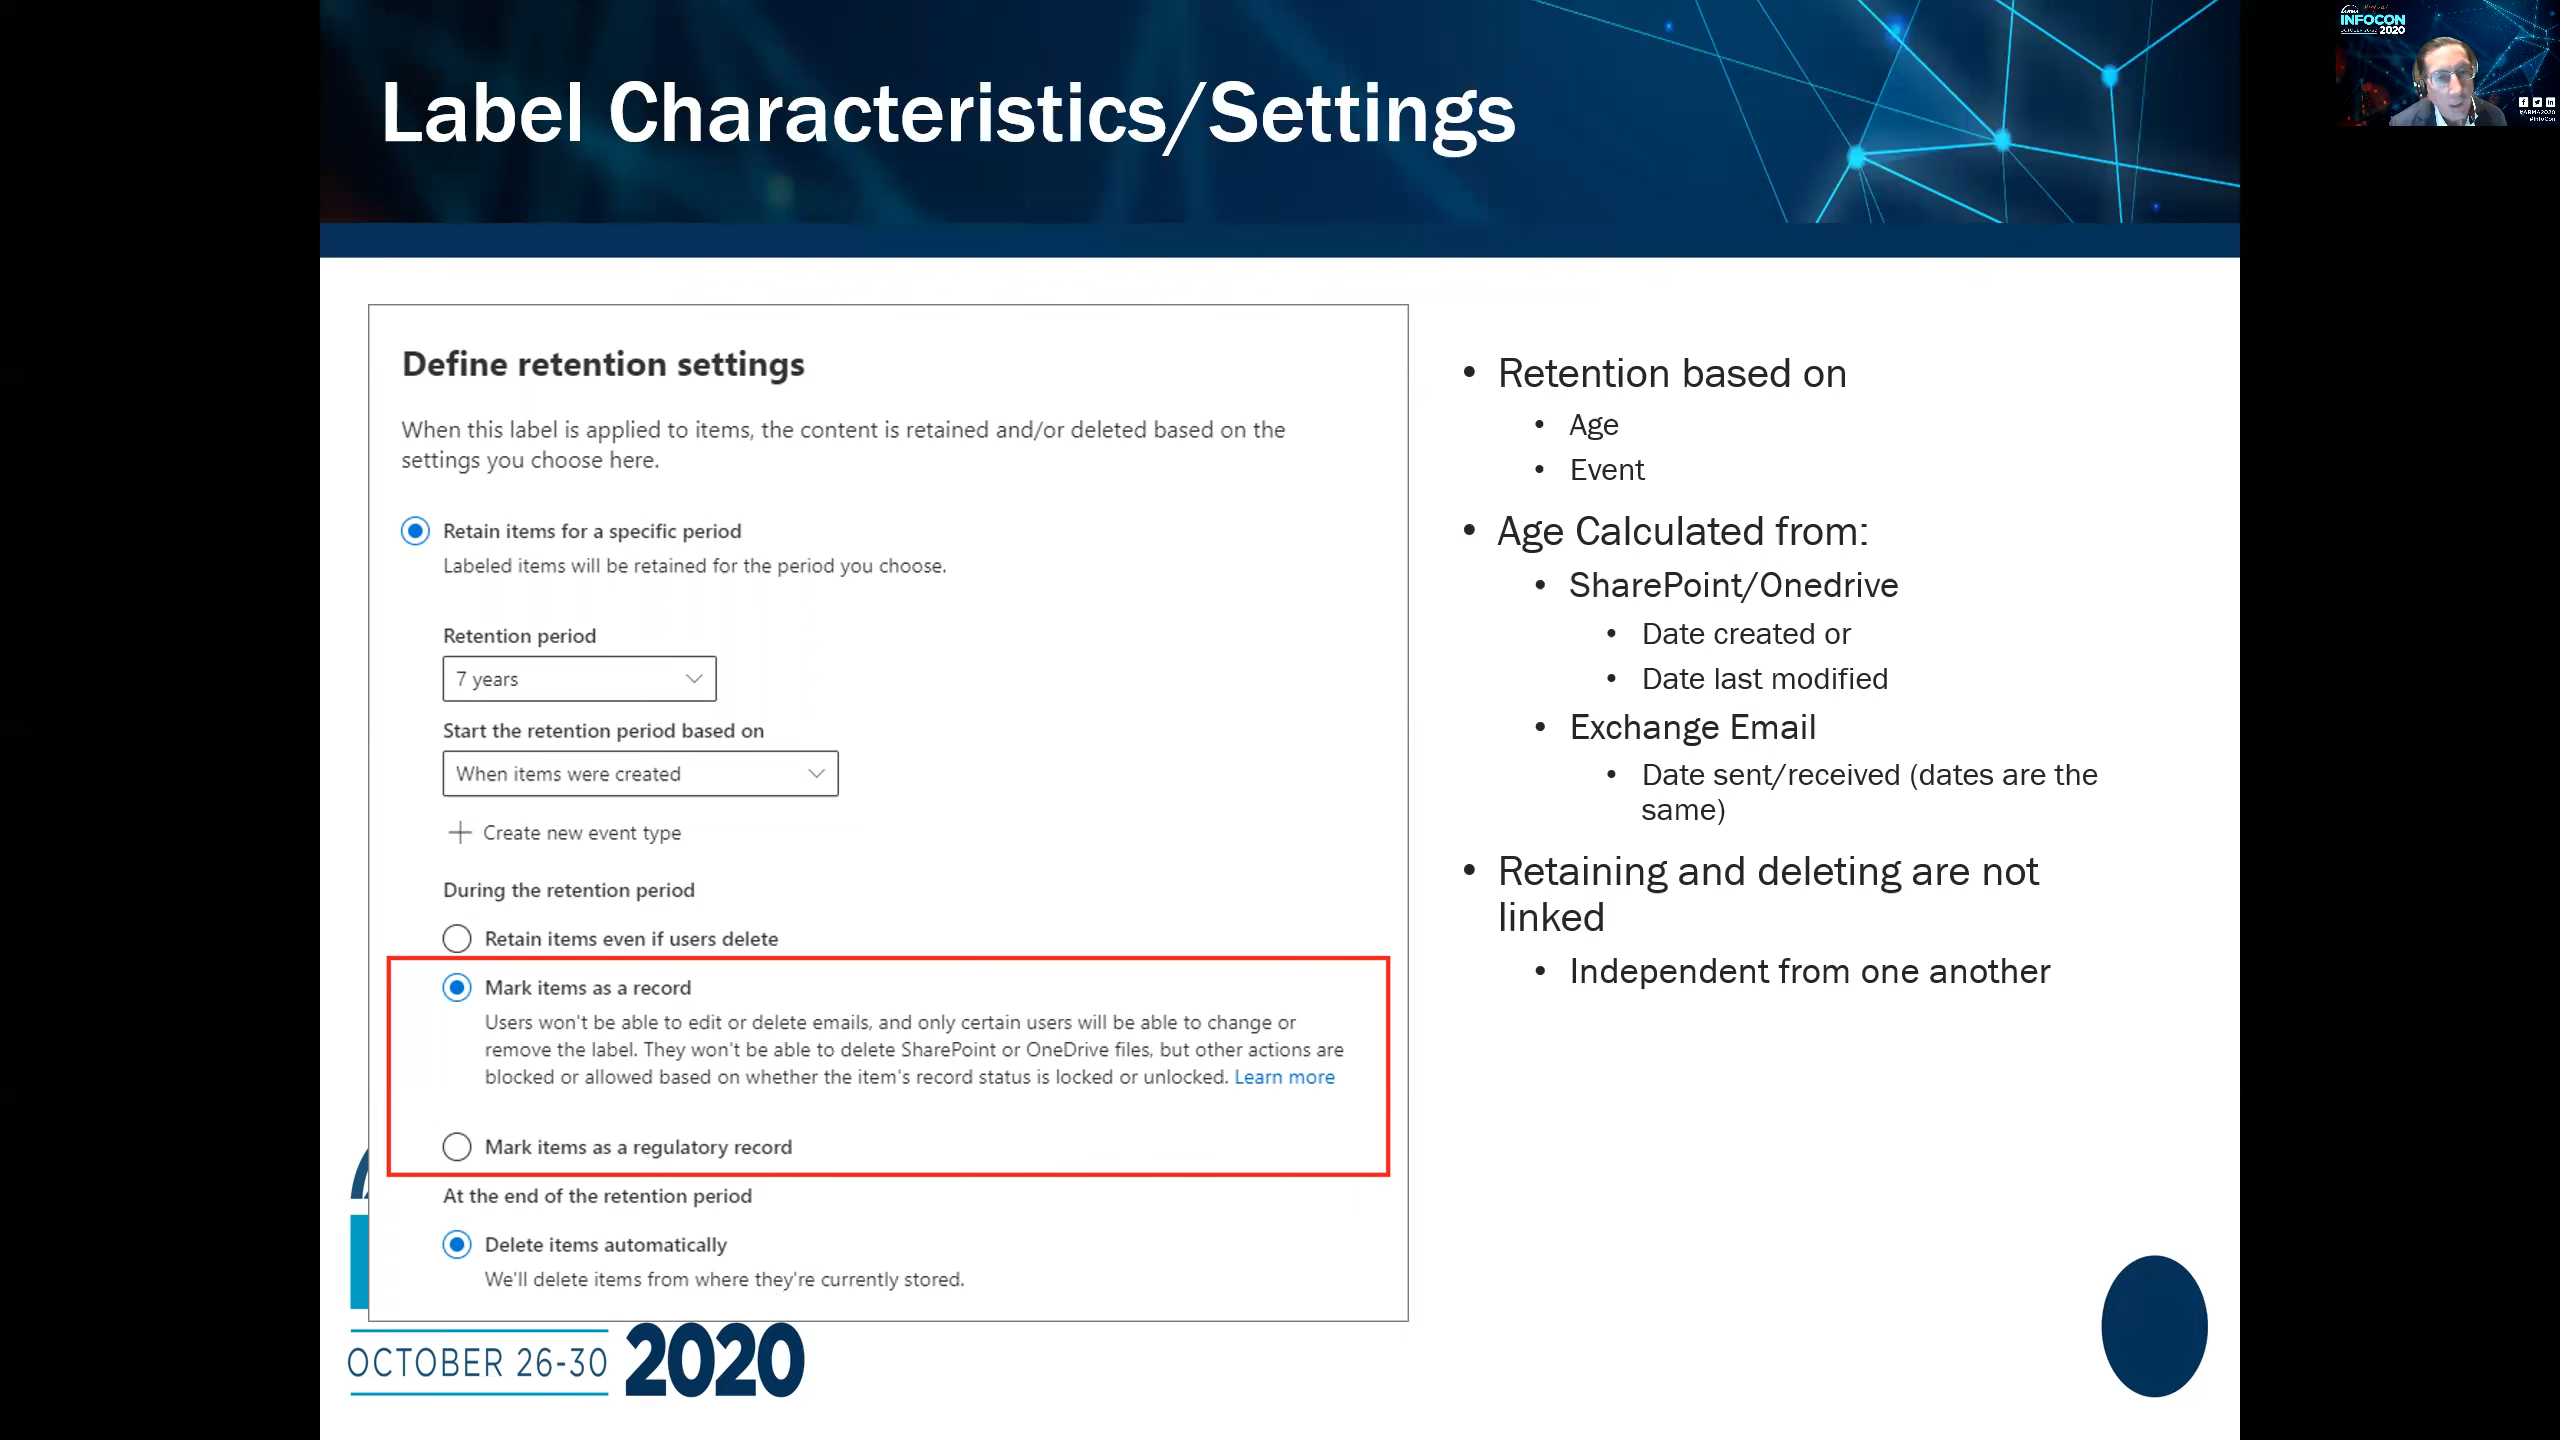 Label Characteristics/Settings
INFOCON
2020
Define retention settings
When this label is applied to items, the content is retained and/or deleted based on the
settings you choose here.
Retain items for a specific period
Labeled items will be retained for the period you choose.
Retention period
7 years
Start the retention period based on
When items were created
Create new event type
During the retention period
Retain items even if users delete
Mark items as a record
Users won't be able to edit or delete emails, and only certain users will be able to change or
remove the label. They won't be able to delete SharePoint or OneDrive files, but other actions are
blocked or allowed based on whether the item's record status is locked or unlocked. Learn more
Mark items as a regulatory record
At the end of the retention period
Delete items automatically
We'll delete items from where they're currently stored.
• Retention based on
• Age
• Event
• Age Calculated from:
• SharePoint/Onedrive
• Date created or
• Date last modified
• Exchange Email
• Date sent/received (dates are the
same)
• Retaining and deleting are not
linked
• Independent from one another
OCTOBER 26-30 2020
#ARMA2020
#InfoCon